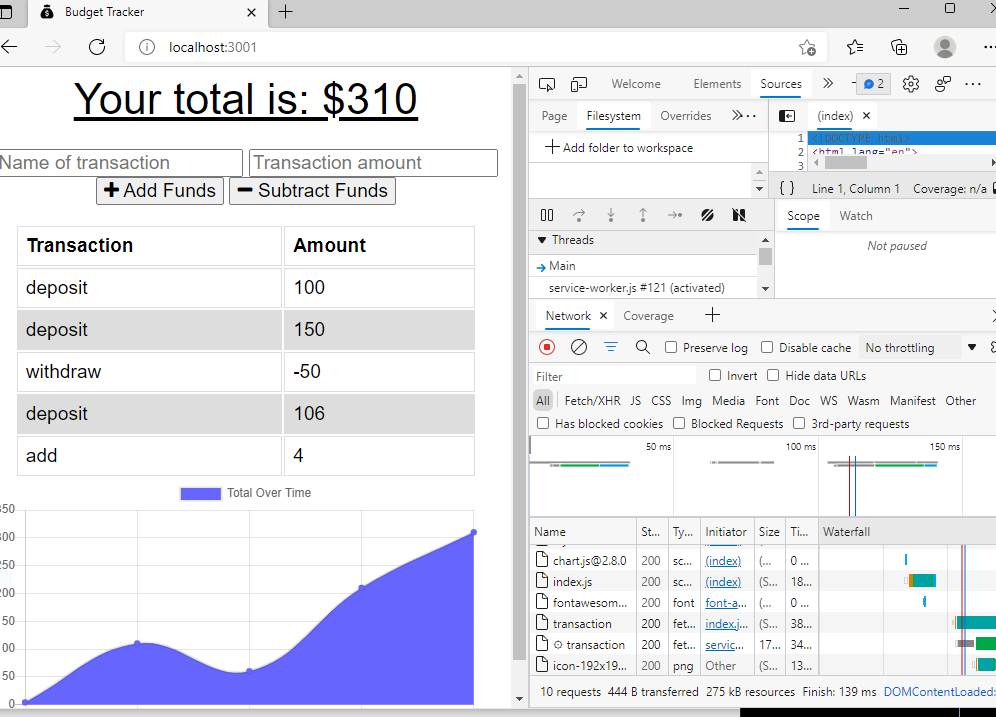 Budget Tracker
localhost:3001
Your total is: $310
Name of transaction Transaction amount
Add Funds Subtract Funds
Transaction Amount
deposit 100
deposit 150
withdraw -50
deposit 106
add 4
Total Over Time
350
300
250
200
50
00
50
0
Welcome Elements Sources 2
Page Filesystem Overrides
Add folder to workspace
(index)
1 <!DOCTYPE html>
2 <html lang="en">
3
{ } Line 1, Column 1 Coverage: n/a
Threads
Main
service-worker.js #121 (activated)
Scope Watch
Not paused
Network Coverage
Preserve log Disable cache No throttling
Filter Invert Hide data URLs
All Fetch/XHR JS CSS Img Media Font Doc WS Wasm Manifest Other
Has blocked cookies Blocked Requests 3rd-party requests
50 ms 100 ms 150 ms
Name St... Ty... Initiator Size Ti... Waterfall
chart.js@2.8.0 200 sc... (index) (... 0 ...
index.js 200 sc... (index) (S... 18...
fontawesom... 200 font font-a... (... 0 ...
transaction 200 fet... index.j... (S... 38...
transaction 200 fet... servic... 17... 34...
icon-192x19... 200 png Other (S... 13...
10 requests 444 B transferred 275 kB resources Finish: 139 ms DOMContentLoaded: